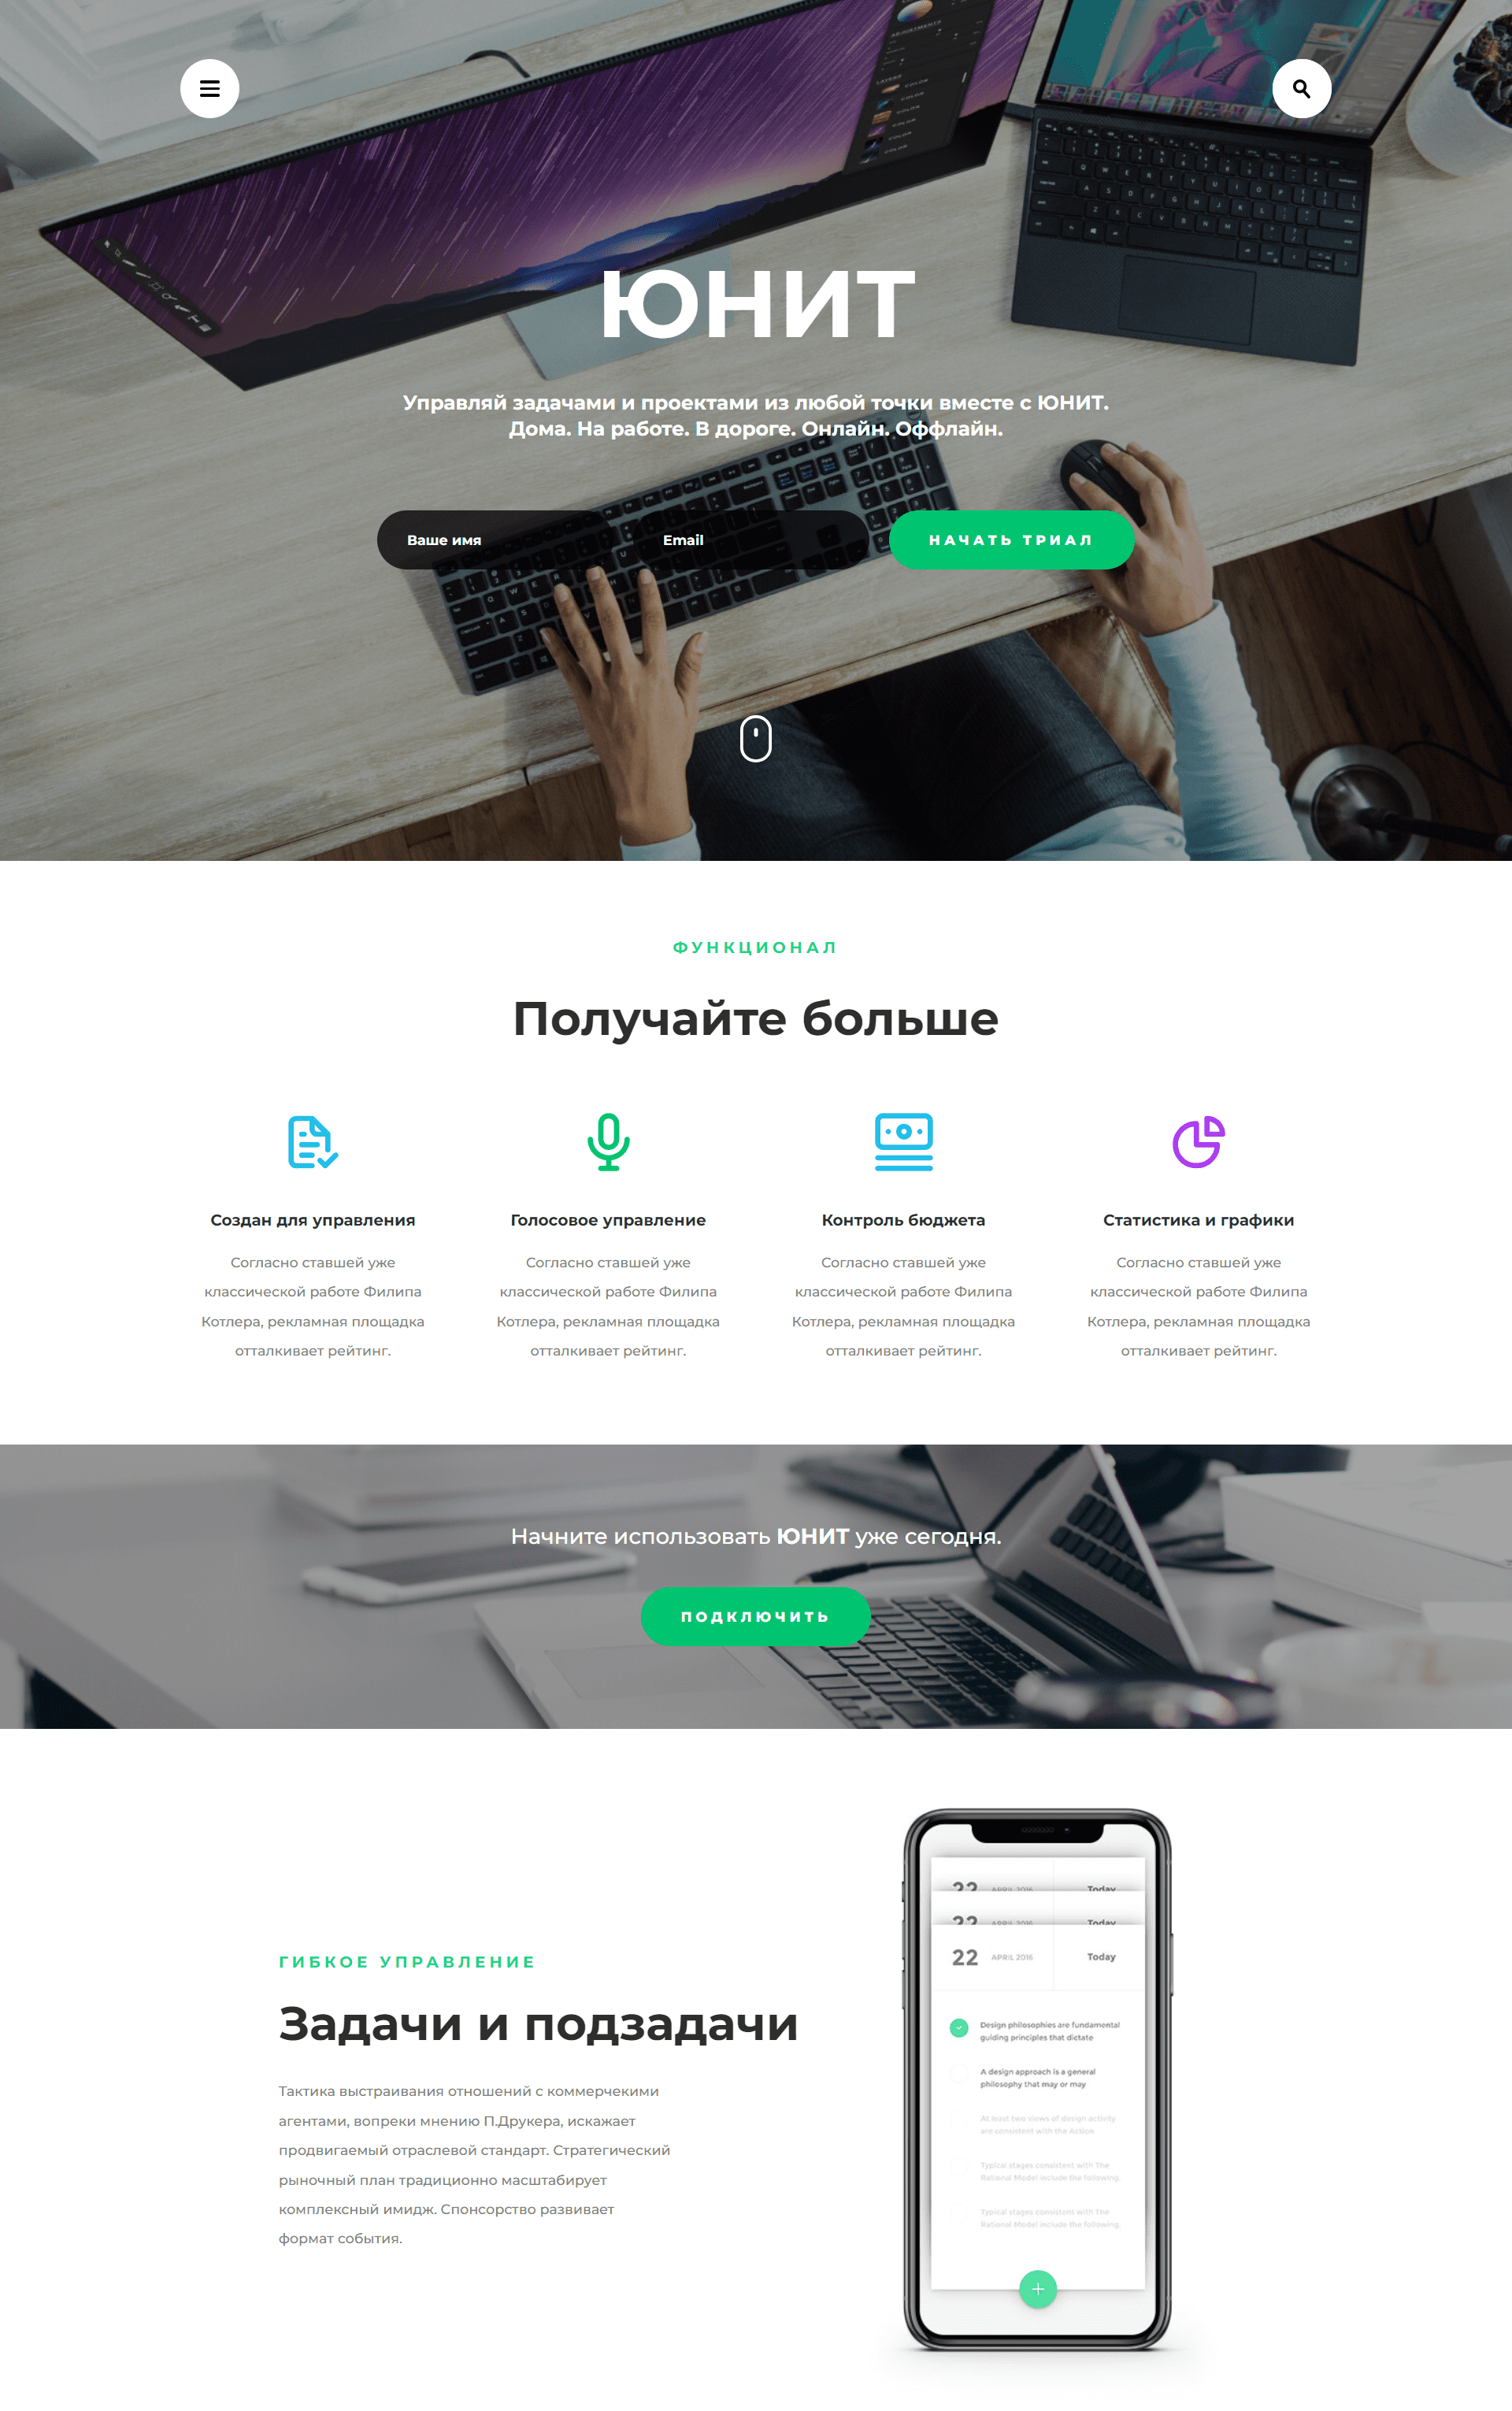 ЮНИТ
Управляй задачами и проектами из любой точки вместе с ЮНИТ.
Дома. На работе. В дороге. Онлайн. Оффлайн.
Ваше имя
Email
НАЧАТЬ ТРИАЛ
ФУНКЦИОНАЛ
Получайте больше
Создан для управления
Согласно ставшей уже
классической работе Филипа
Котлера, рекламная площадка
отталкивает рейтинг.
Голосовое управление
Согласно ставшей уже
классической работе Филипа
Котлера, рекламная площадка
отталкивает рейтинг.
Контроль бюджета
Согласно ставшей уже
классической работе Филипа
Котлера, рекламная площадка
отталкивает рейтинг.
Статистика и графики
Согласно ставшей уже
классической работе Филипа
Котлера, рекламная площадка
отталкивает рейтинг.
Начните использовать ЮНИТ уже сегодня.
ПОДКЛЮЧИТЬ
ГИБКОЕ УПРАВЛЕНИЕ
Задачи и подзадачи
Тактика выстраивания отношений с коммерчекими
агентами, вопреки мнению П.Друкера, искажает
продвигаемый отраслевой стандарт. Стратегический
рыночный план традиционно масштабирует
комплексный имидж. Спонсорство развивает
формат события.
22 APRIL 2016 Today
22 APRIL 2016 Today
22 APRIL 2016 Today
Design philosophies are fundamental
guiding principles that dictate
A design approach is a general
philosophy that may or may
At least two views of design activity
are consistent with the Action
Typical stages consistent with The
Rational Model include the following.
Typical stages consistent with The
Rational Model include the following.